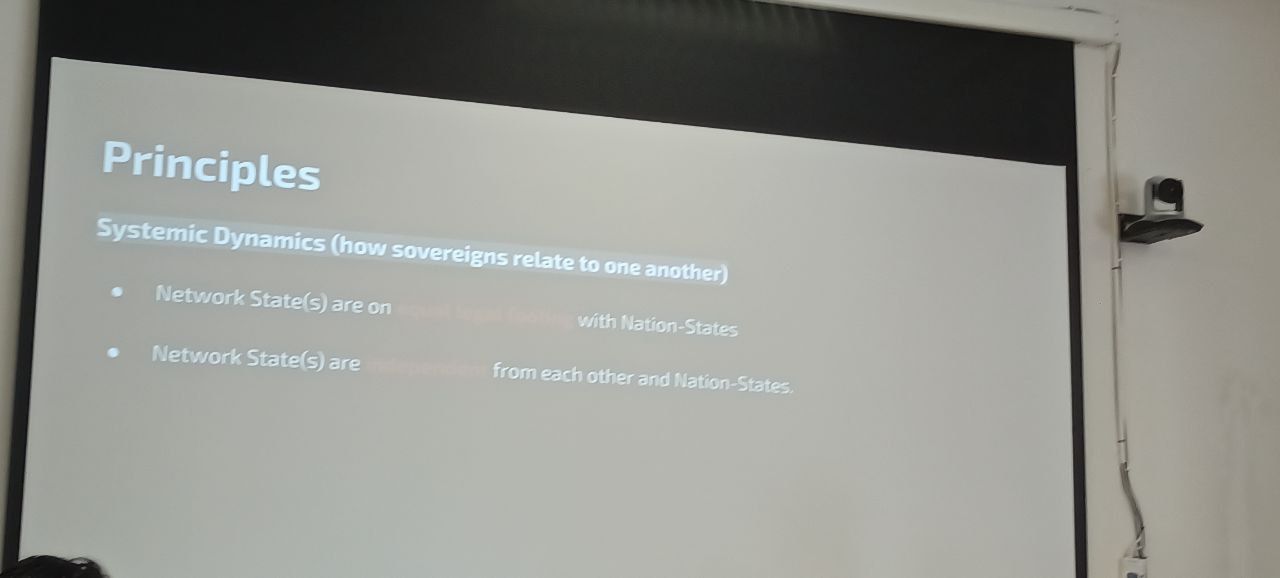 Principles
Systemic Dynamics (how sovereigns relate to one another)
● Network State(s) are on equal legal footing with Nation-States
● Network State(s) are independent from each other and Nation-States.